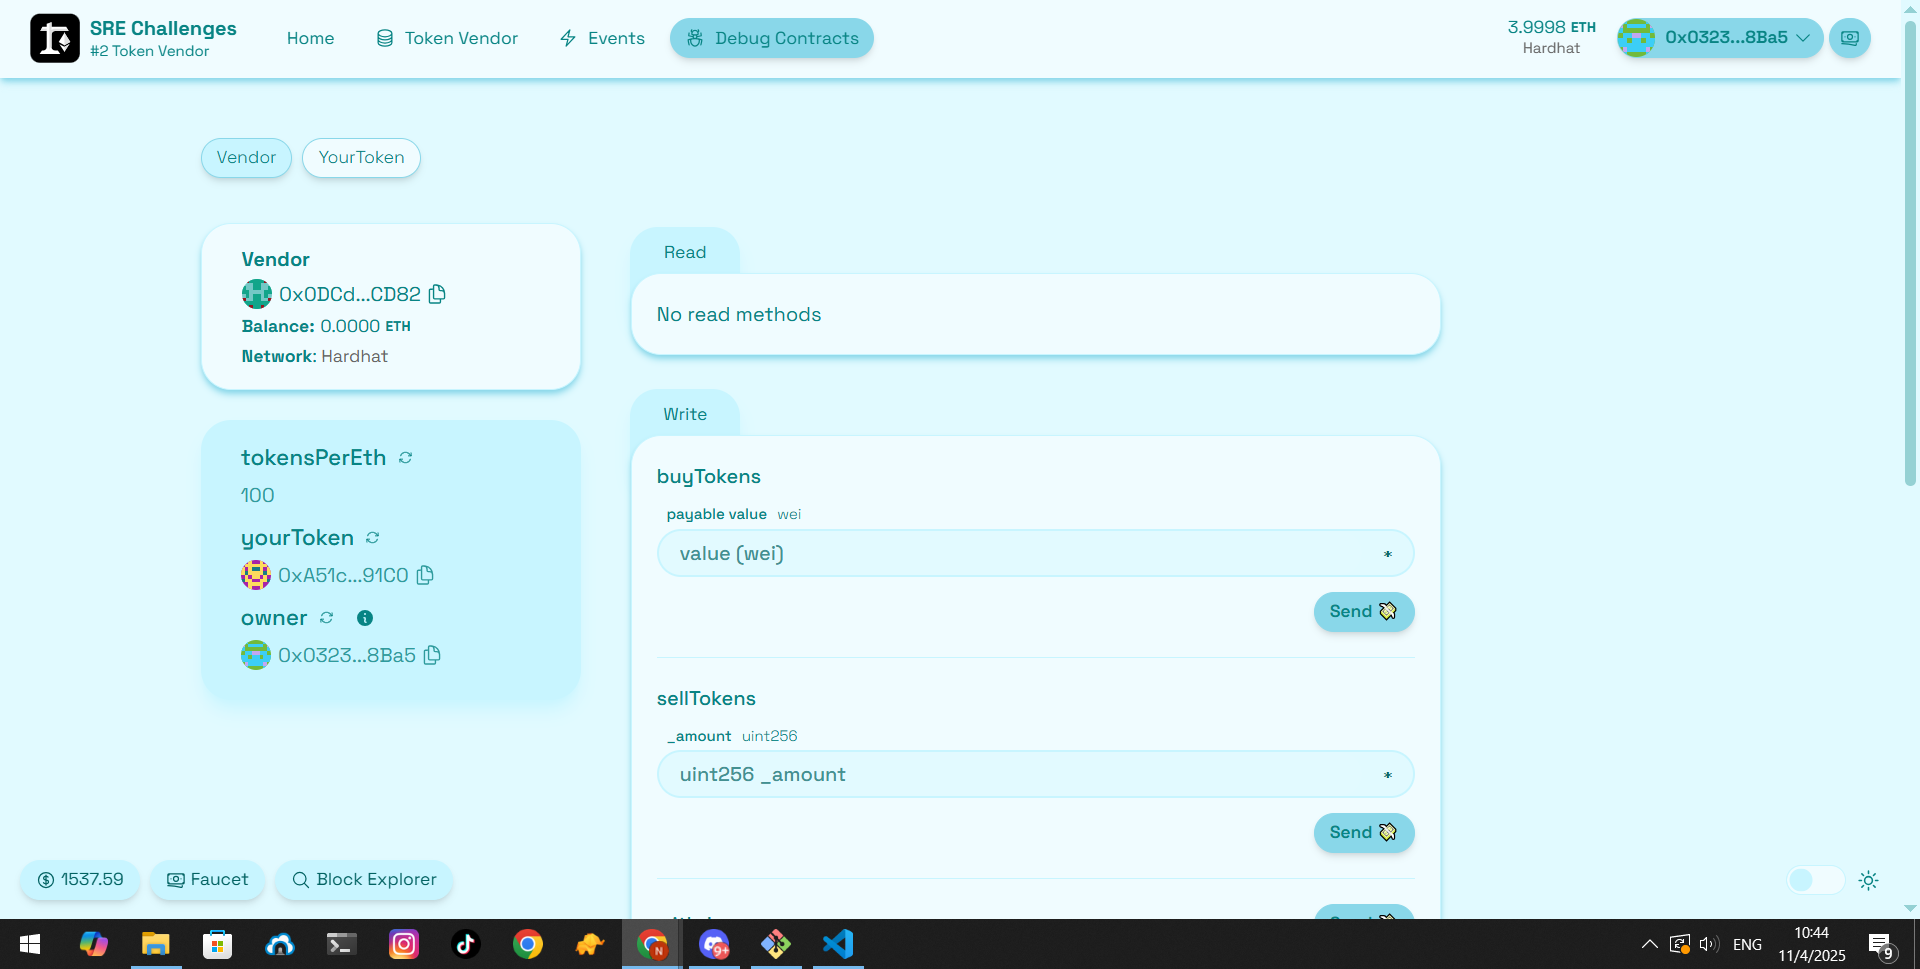 SRE Challenges
#2 Token Vendor
Home
Token Vendor
Events
Debug Contracts
3.9998 ETH
Hardhat
0x0323...8Ba5
Vendor
YourToken
Vendor
0x0DCd...CD82
Balance: 0.0000 ETH
Network: Hardhat
tokensPerEth
100
yourToken
0xA51c...91C0
owner
0x0323...8Ba5
Read
No read methods
Write
buyTokens
payable value wei
value (wei) *
Send
sellTokens
_amount uint256
uint256 _amount *
Send
1537.59
Faucet
Block Explorer
N
9+
ENG
10:44
11/4/2025
9